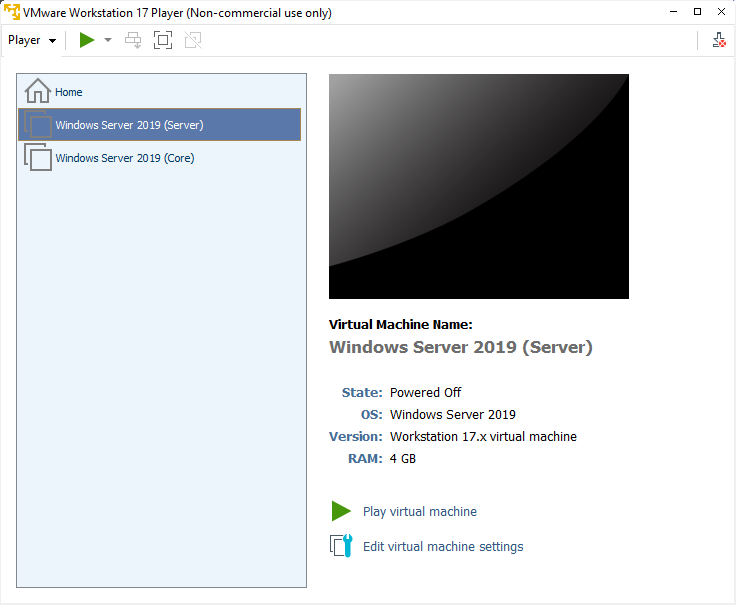 VMware Workstation 17 Player (Non-commercial use only)
Player
Home
Windows Server 2019 (Server)
Windows Server 2019 (Core)
Virtual Machine Name:
Windows Server 2019 (Server)
State: Powered Off
OS: Windows Server 2019
Version: Workstation 17.x virtual machine
RAM: 4 GB
Play virtual machine
Edit virtual machine settings